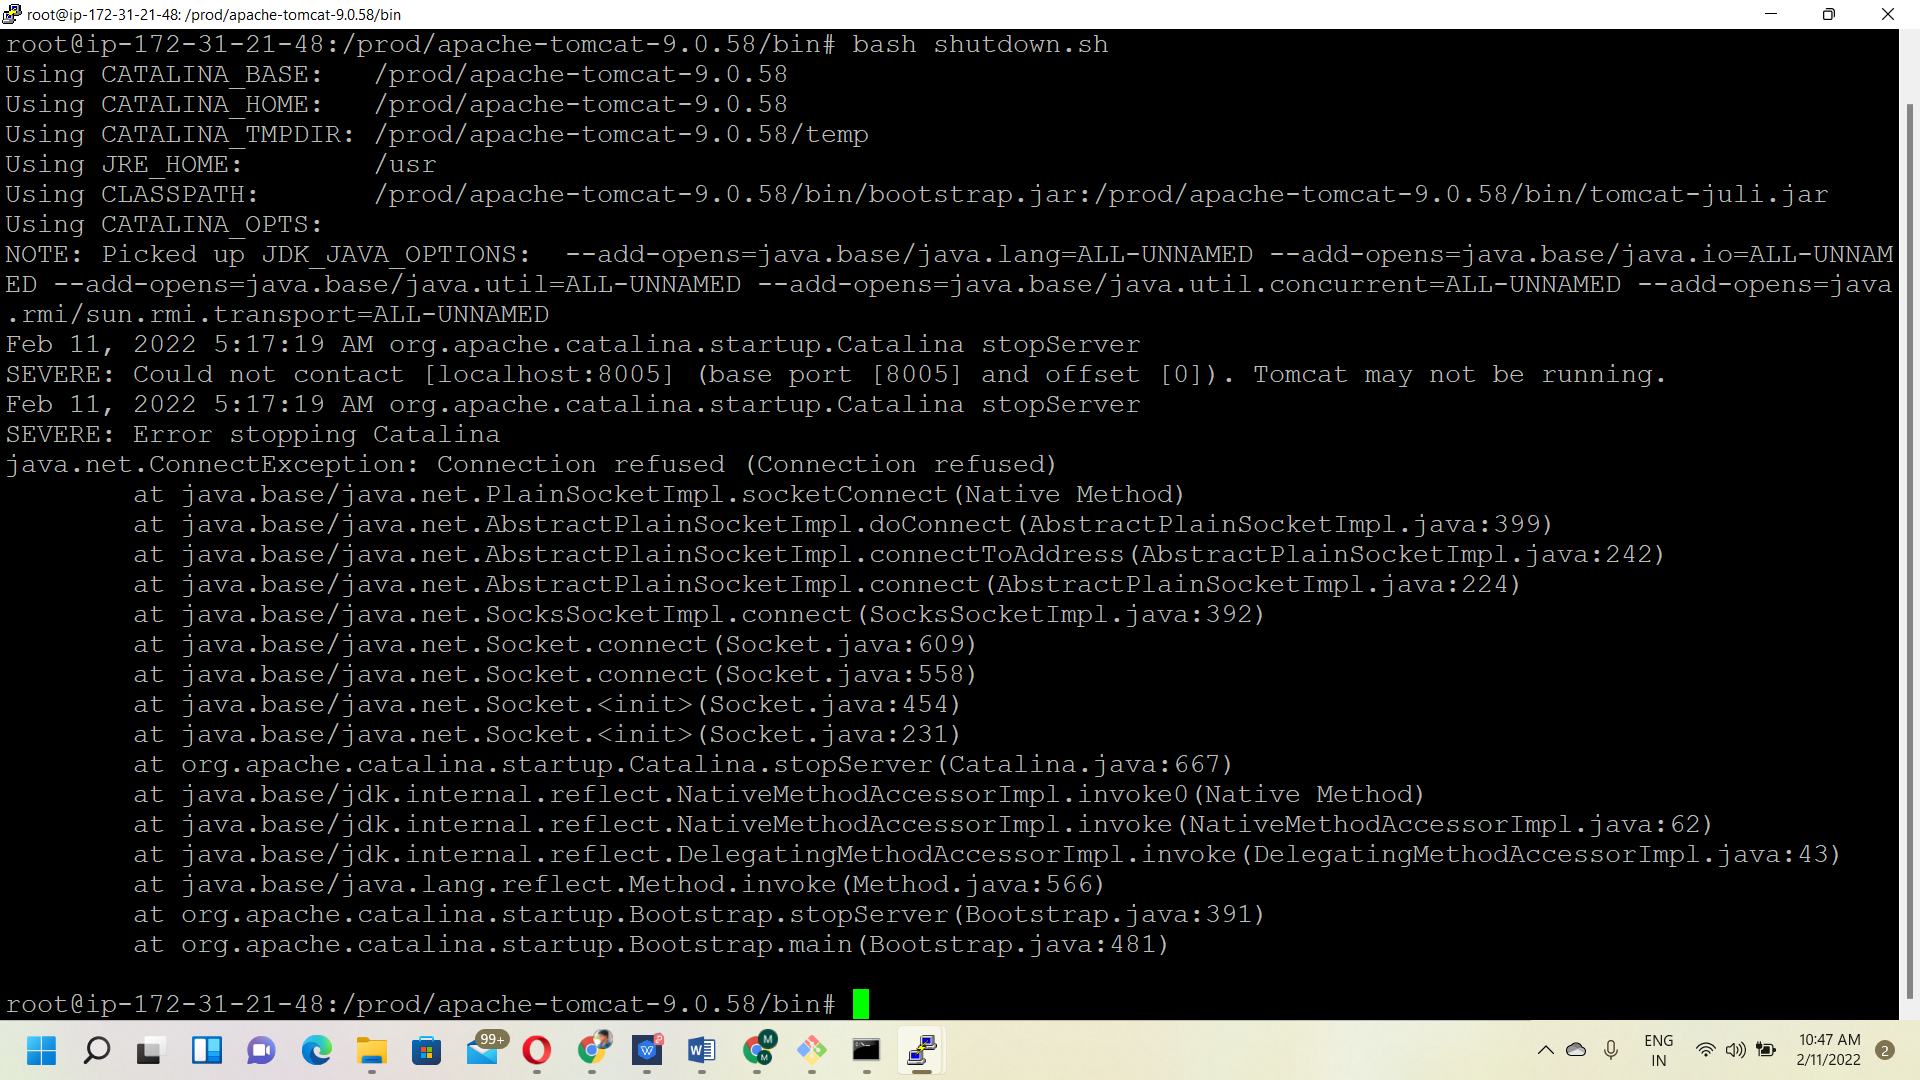 root@ip-172-31-21-48: /prod/apache-tomcat-9.0.58/bin
root@ip-172-31-21-48:/prod/apache-tomcat-9.0.58/bin# bash shutdown.sh
Using CATALINA_BASE:   /prod/apache-tomcat-9.0.58
Using CATALINA_HOME:   /prod/apache-tomcat-9.0.58
Using CATALINA_TMPDIR: /prod/apache-tomcat-9.0.58/temp
Using JRE_HOME:        /usr
Using CLASSPATH:       /prod/apache-tomcat-9.0.58/bin/bootstrap.jar:/prod/apache-tomcat-9.0.58/bin/tomcat-juli.jar
Using CATALINA_OPTS:
NOTE: Picked up JDK_JAVA_OPTIONS:  --add-opens=java.base/java.lang=ALL-UNNAMED --add-opens=java.base/java.io=ALL-UNNAM
ED --add-opens=java.base/java.util=ALL-UNNAMED --add-opens=java.base/java.util.concurrent=ALL-UNNAMED --add-opens=java
.rmi/sun.rmi.transport=ALL-UNNAMED
Feb 11, 2022 5:17:19 AM org.apache.catalina.startup.Catalina stopServer
SEVERE: Could not contact [localhost:8005] (base port [8005] and offset [0]). Tomcat may not be running.
Feb 11, 2022 5:17:19 AM org.apache.catalina.startup.Catalina stopServer
SEVERE: Error stopping Catalina
java.net.ConnectException: Connection refused (Connection refused)
        at java.base/java.net.PlainSocketImpl.socketConnect(Native Method)
        at java.base/java.net.AbstractPlainSocketImpl.doConnect(AbstractPlainSocketImpl.java:399)
        at java.base/java.net.AbstractPlainSocketImpl.connectToAddress(AbstractPlainSocketImpl.java:242)
        at java.base/java.net.AbstractPlainSocketImpl.connect(AbstractPlainSocketImpl.java:224)
        at java.base/java.net.SocksSocketImpl.connect(SocksSocketImpl.java:392)
        at java.base/java.net.Socket.connect(Socket.java:609)
        at java.base/java.net.Socket.connect(Socket.java:558)
        at java.base/java.net.Socket.<init>(Socket.java:454)
        at java.base/java.net.Socket.<init>(Socket.java:231)
        at org.apache.catalina.startup.Catalina.stopServer(Catalina.java:667)
        at java.base/jdk.internal.reflect.NativeMethodAccessorImpl.invoke0(Native Method)
        at java.base/jdk.internal.reflect.NativeMethodAccessorImpl.invoke(NativeMethodAccessorImpl.java:62)
        at java.base/jdk.internal.reflect.DelegatingMethodAccessorImpl.invoke(DelegatingMethodAccessorImpl.java:43)
        at java.base/java.lang.reflect.Method.invoke(Method.java:566)
        at org.apache.catalina.startup.Bootstrap.stopServer(Bootstrap.java:391)
        at org.apache.catalina.startup.Bootstrap.main(Bootstrap.java:481)
root@ip-172-31-21-48:/prod/apache-tomcat-9.0.58/bin#
99+
M
M
ENG
IN
10:47 AM
2/11/2022
2